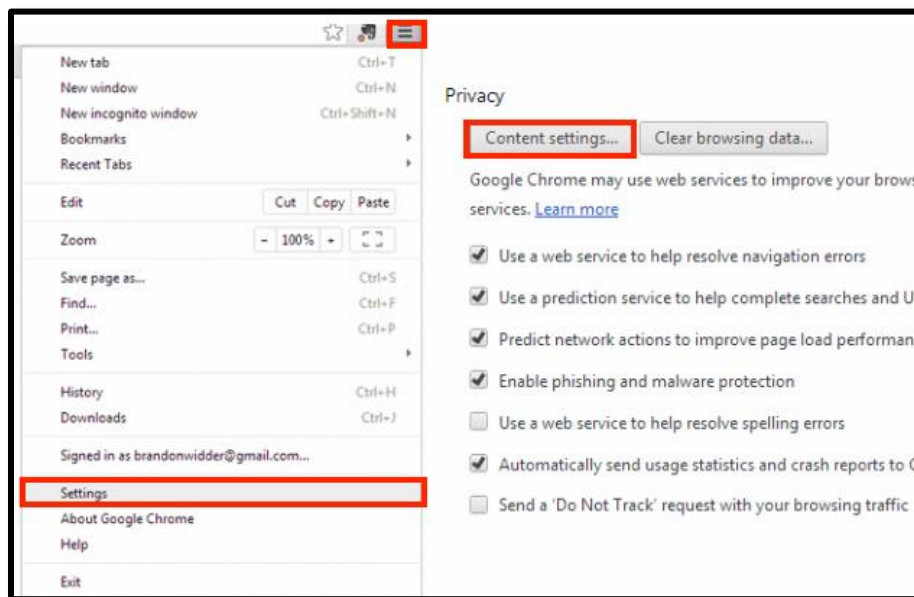 New tab Ctrl+T
New window Ctrl+N
New incognito window Ctrl+Shift+N
Bookmarks
Recent Tabs
Edit Cut Copy Paste
Zoom - 100% +
Save page as... Ctrl+S
Find... Ctrl+F
Print... Ctrl+P
Tools
History Ctrl+H
Downloads Ctrl+J
Signed in as brandonwidder@gmail.com...
Settings
About Google Chrome
Help
Exit
Privacy
Content settings... Clear browsing data...
Google Chrome may use web services to improve your brows
services. Learn more
Use a web service to help resolve navigation errors
Use a prediction service to help complete searches and U
Predict network actions to improve page load performan
Enable phishing and malware protection
Use a web service to help resolve spelling errors
Automatically send usage statistics and crash reports to G
Send a 'Do Not Track' request with your browsing traffic